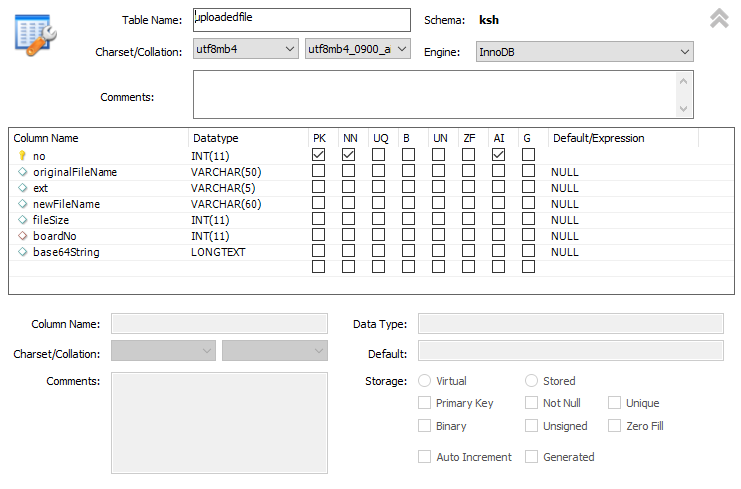 Table Name: uploadedfile Schema: ksh
Charset/Collation: utf8mb4 utf8mb4_0900_a Engine: InnoDB
Comments:
Column Name Datatype PK NN UQ B UN ZF AI G Default/Expression
no INT(11)
originalFileName VARCHAR(50) NULL
ext VARCHAR(5) NULL
newFileName VARCHAR(60) NULL
fileSize INT(11) NULL
boardNo INT(11) NULL
base64String LONGTEXT NULL
Column Name: Data Type:
Charset/Collation: Default:
Comments: Storage: Virtual Stored
Primary Key Not Null Unique
Binary Unsigned Zero Fill
Auto Increment Generated